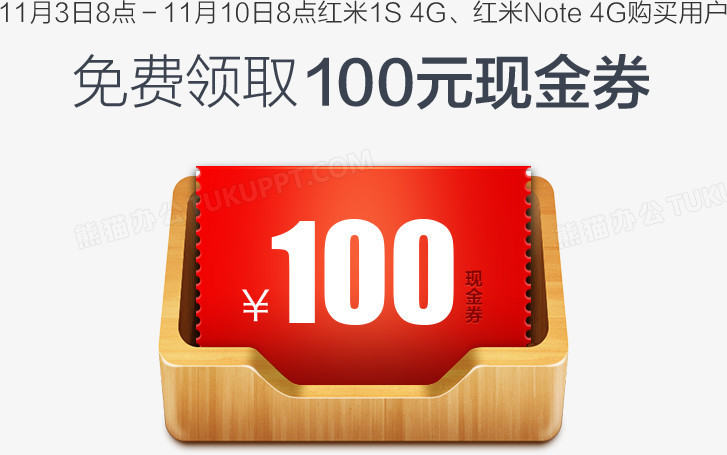 11月3日8点－11月10日8点红米1S 4G、红米Note 4G购买用户
免费领取100元现金券
熊猫办公 TUKUPPT.COM
熊猫办公 TUKU
¥100
现金券